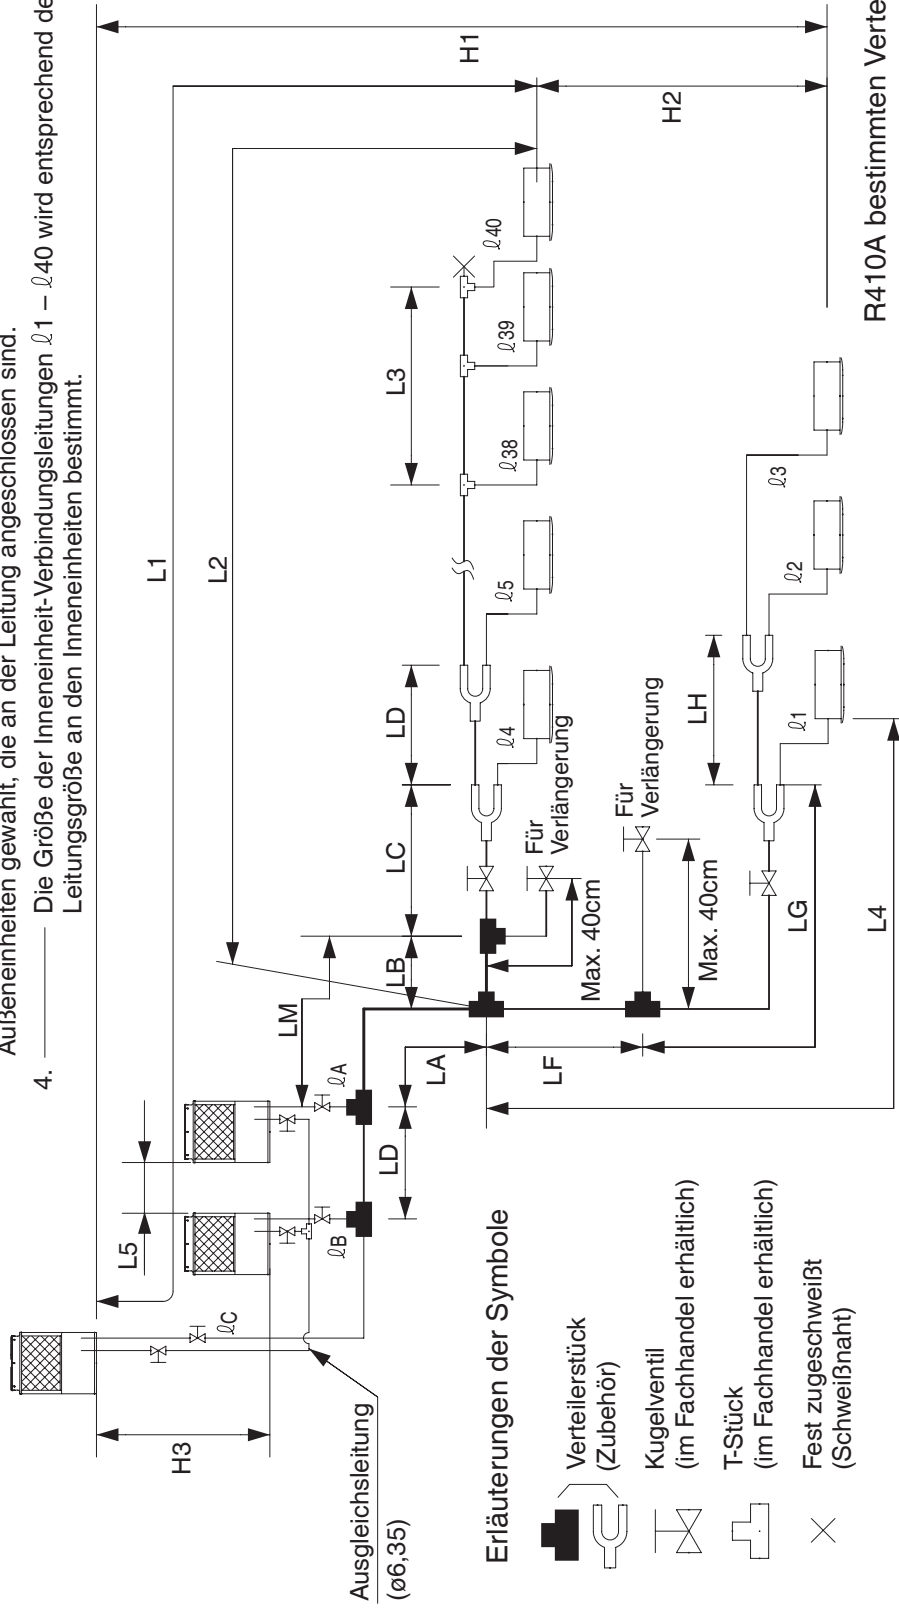 Außeneinheiten gewählt, die an der Leitung angeschlossen sind.
4. Die Größe der Inneneinheit-Verbindungsleitungen ℓ1 – ℓ40 wird entsprechend
Leitungsgröße an den Inneneinheiten bestimmt.
H1
L1
H2
L2
L5
L3
LM
ℓ40
ℓ39
ℓ38
ℓ5
ℓ4
ℓA
ℓB
ℓC
H3
LD
LC
LB
LA
LD
Für
Verlängerung
Max. 40cm
Für
Verlängerung
Max. 40cm
LF
LG
LH
ℓ3
ℓ2
ℓ1
L4
Ausgleichsleitung
(ø6,35)
Erläuterungen der Symbole
Verteilerstück
(Zubehör)
Kugelventil
(im Fachhandel erhältlich)
T-Stück
(im Fachhandel erhältlich)
Fest zugeschweißt
(Schweißnaht)
R410A bestimmten